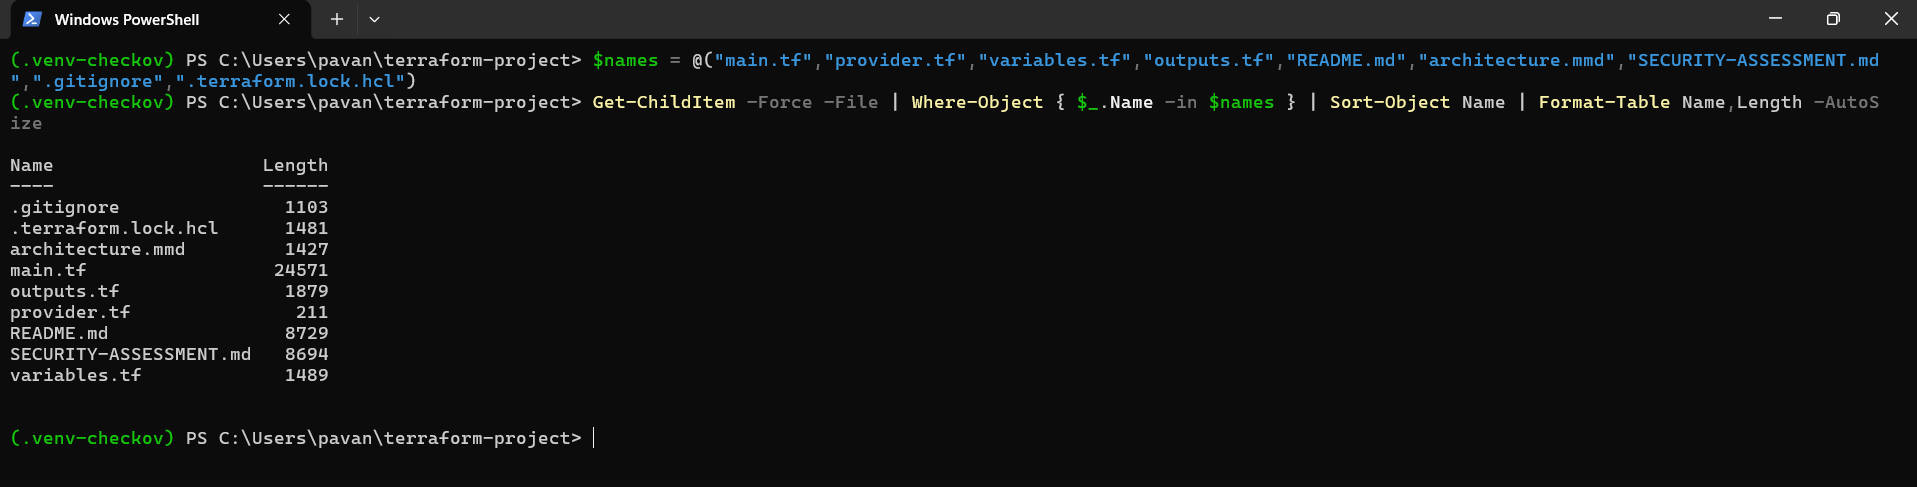 Windows PowerShell
(.venv-checkov) PS C:\Users\pavan\terraform-project> $names = @("main.tf","provider.tf","variables.tf","outputs.tf","README.md","architecture.mmd","SECURITY-ASSESSMENT.md
",".gitignore",".terraform.lock.hcl")
(.venv-checkov) PS C:\Users\pavan\terraform-project> Get-ChildItem -Force -File | Where-Object { $_.Name -in $names } | Sort-Object Name | Format-Table Name,Length -AutoS
ize
Name Length
---- ------
.gitignore 1103
.terraform.lock.hcl 1481
architecture.mmd 1427
main.tf 24571
outputs.tf 1879
provider.tf 211
README.md 8729
SECURITY-ASSESSMENT.md 8694
variables.tf 1489
(.venv-checkov) PS C:\Users\pavan\terraform-project>